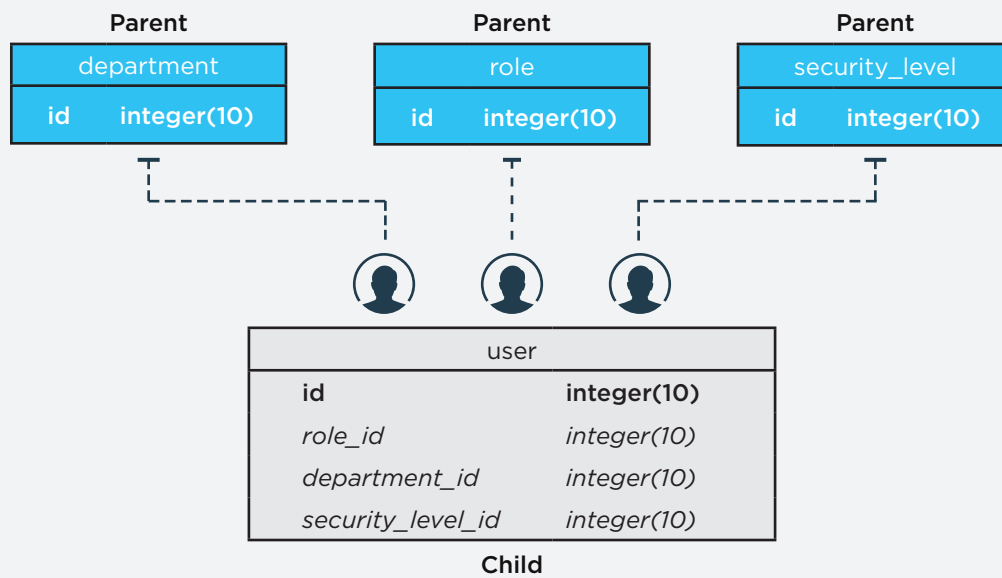 Parent
department
id integer(10)
Parent
role
id integer(10)
Parent
security_level
id integer(10)
user
id integer(10)
role_id integer(10)
department_id integer(10)
security_level_id integer(10)
Child